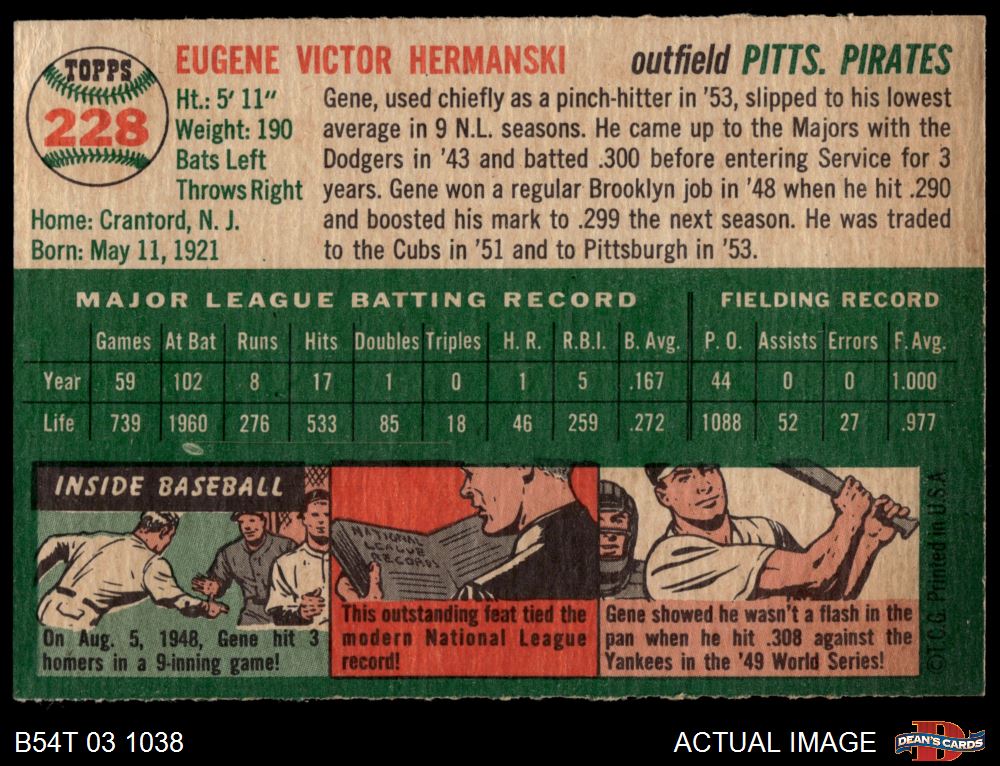 TOPPS
228
EUGENE VICTOR HERMANSKI outfield PITTS. PIRATES
Ht.: 5' 11"
Weight: 190
Bats Left
Throws Right
Home: Cranford, N. J.
Born: May 11, 1921
Gene, used chiefly as a pinch-hitter in '53, slipped to his lowest
average in 9 N.L. seasons. He came up to the Majors with the
Dodgers in '43 and batted .300 before entering Service for 3
years. Gene won a regular Brooklyn job in '48 when he hit .290
and boosted his mark to .299 the next season. He was traded
to the Cubs in '51 and to Pittsburgh in '53.
MAJOR LEAGUE BATTING RECORD FIELDING RECORD
Games At Bat Runs Hits Doubles Triples H. R. R.B.I. B. Avg. P. O. Assists Errors F. Avg.
Year 59 102 8 17 1 0 1 5 .167 44 0 0 1.000
Life 739 1960 276 533 85 18 46 259 .272 1088 52 27 .977
INSIDE BASEBALL
On Aug. 5, 1948, Gene hit 3
homers in a 9-inning game!
NATIONAL
LEAGUE
RECORDS
This outstanding feat tied the
modern National League
record!
Gene showed he wasn't a flash in the
pan when he hit .308 against the
Yankees in the '49 World Series!
©T.C.G. Printed in U.S.A.
B54T 03 1038
ACTUAL IMAGE
DEAN'S CARDS